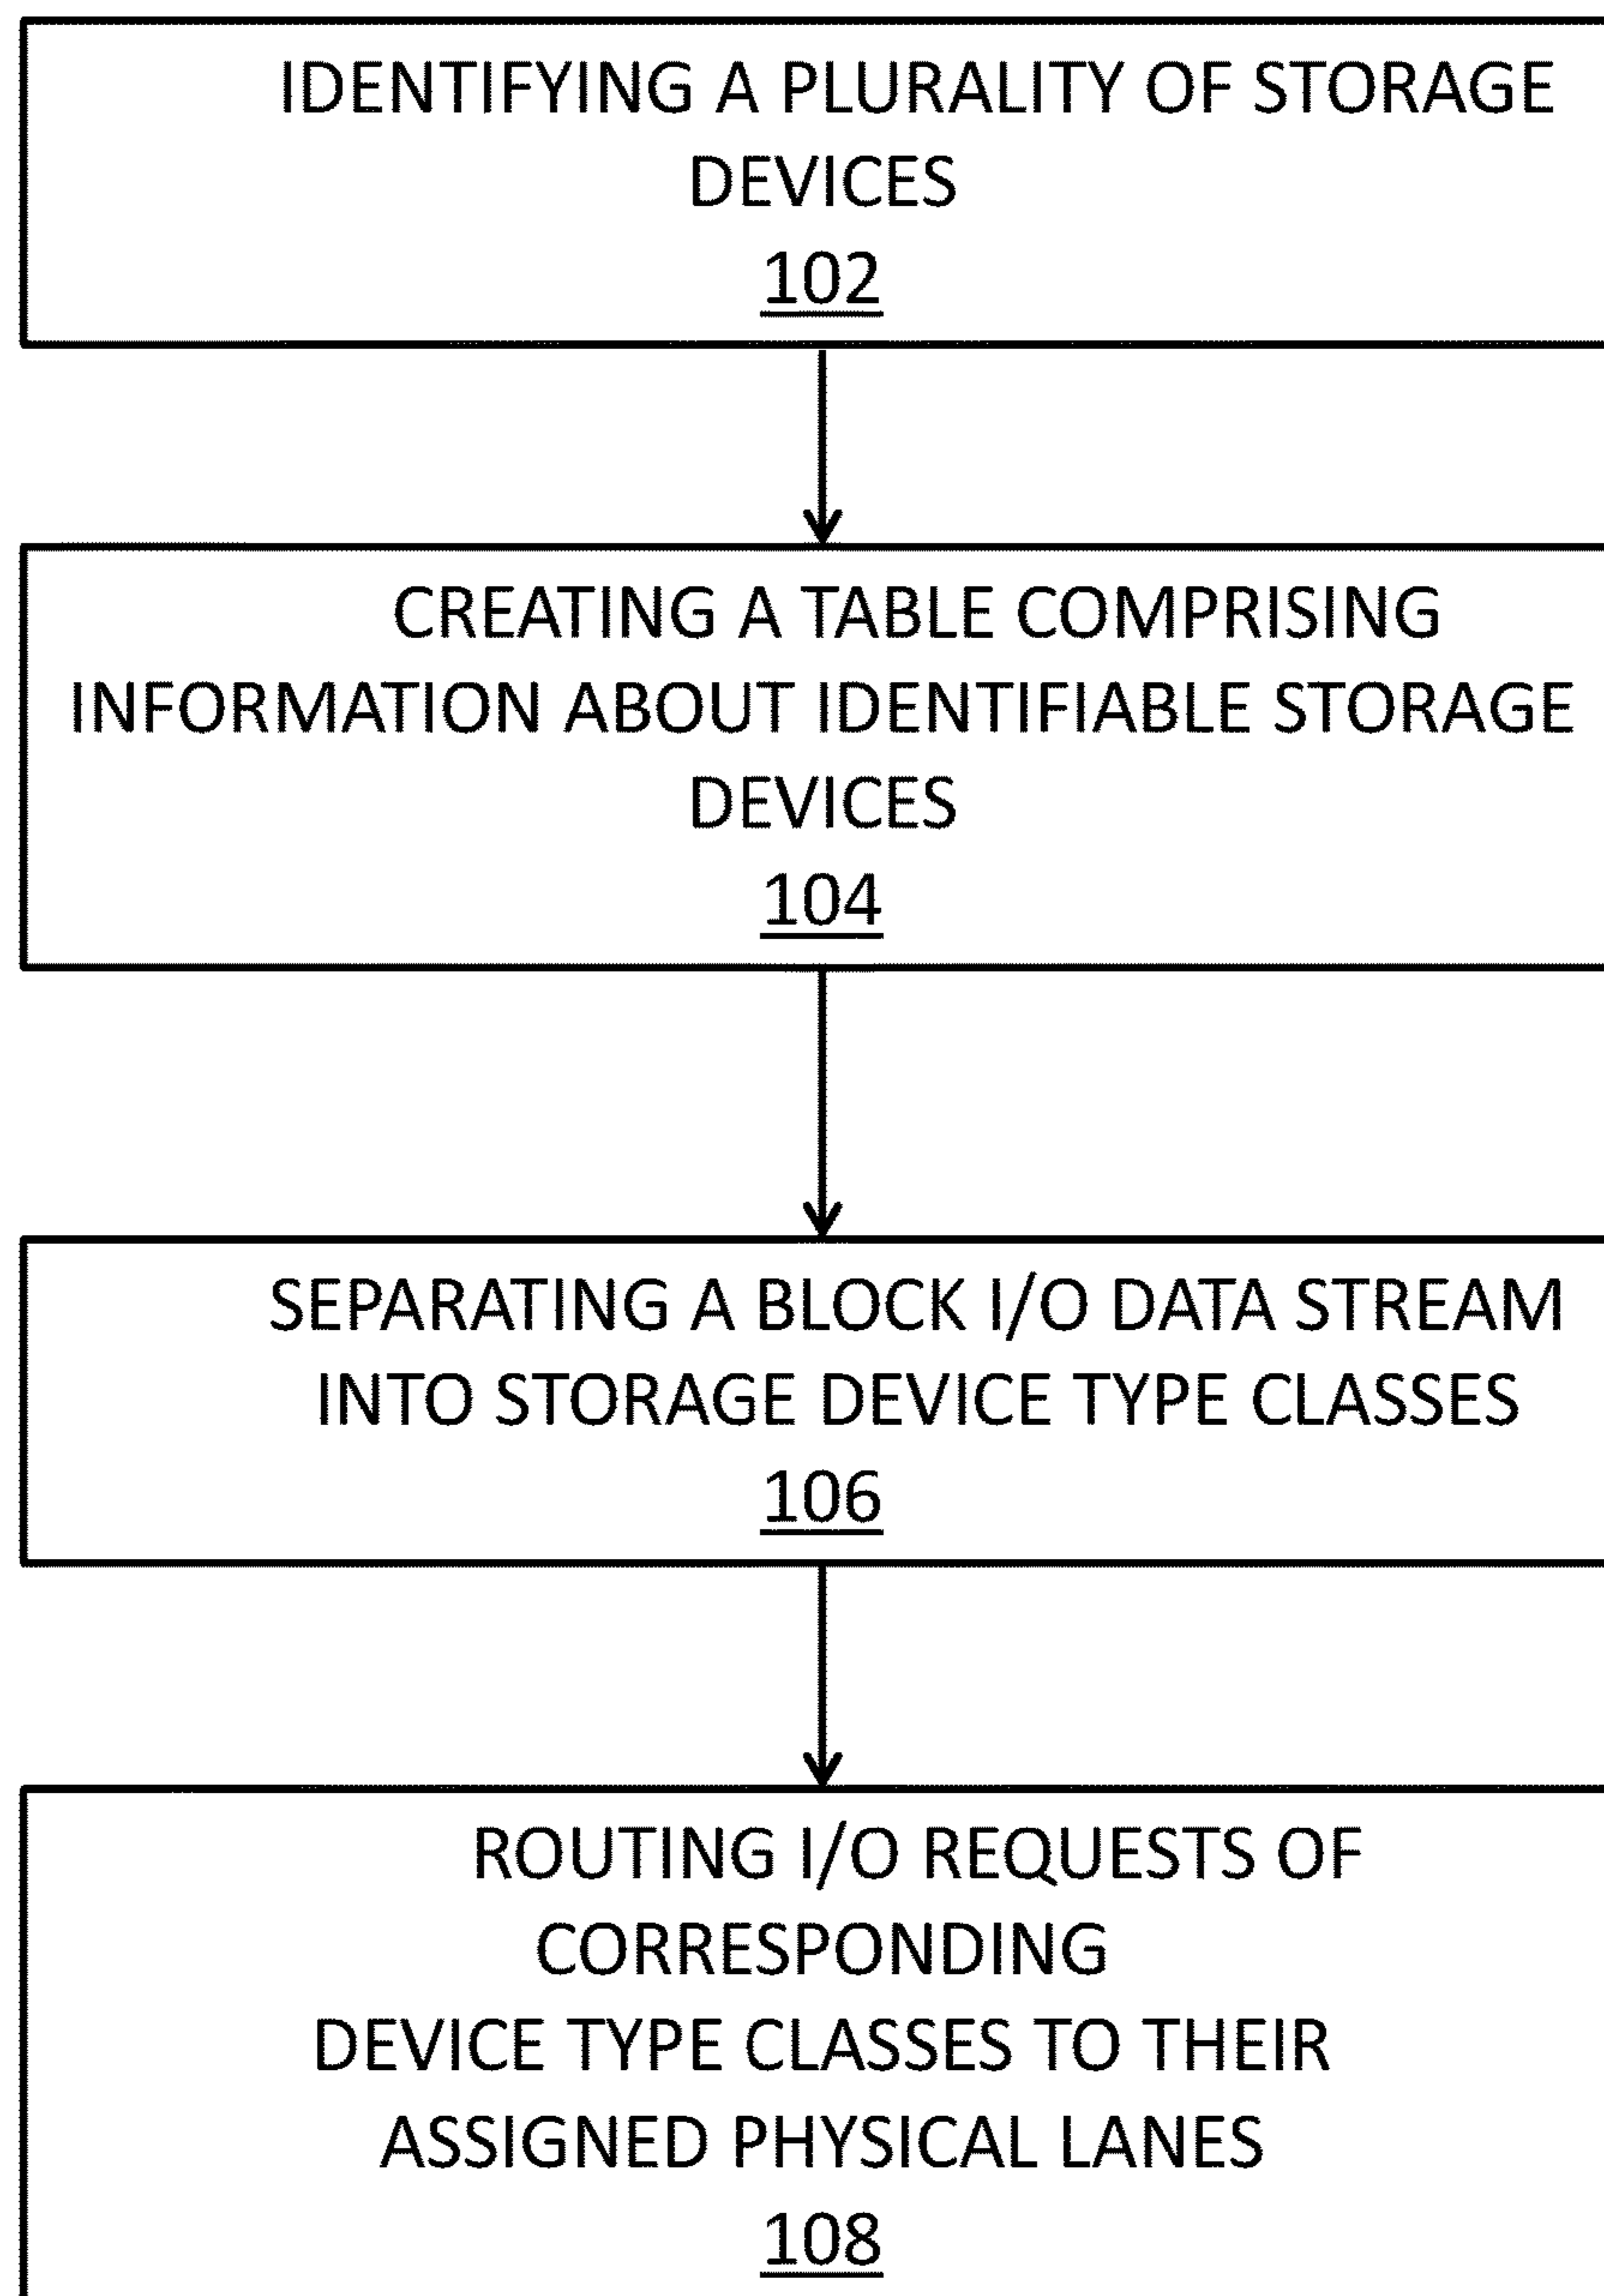 IDENTIFYING A PLURALITY OF STORAGE
DEVICES
102
CREATING A TABLE COMPRISING
INFORMATION ABOUT IDENTIFIABLE STORAGE
DEVICES
104
SEPARATING A BLOCK I/O DATA STREAM
INTO STORAGE DEVICE TYPE CLASSES
106
ROUTING I/O REQUESTS OF
CORRESPONDING
DEVICE TYPE CLASSES TO THEIR
ASSIGNED PHYSICAL LANES
108